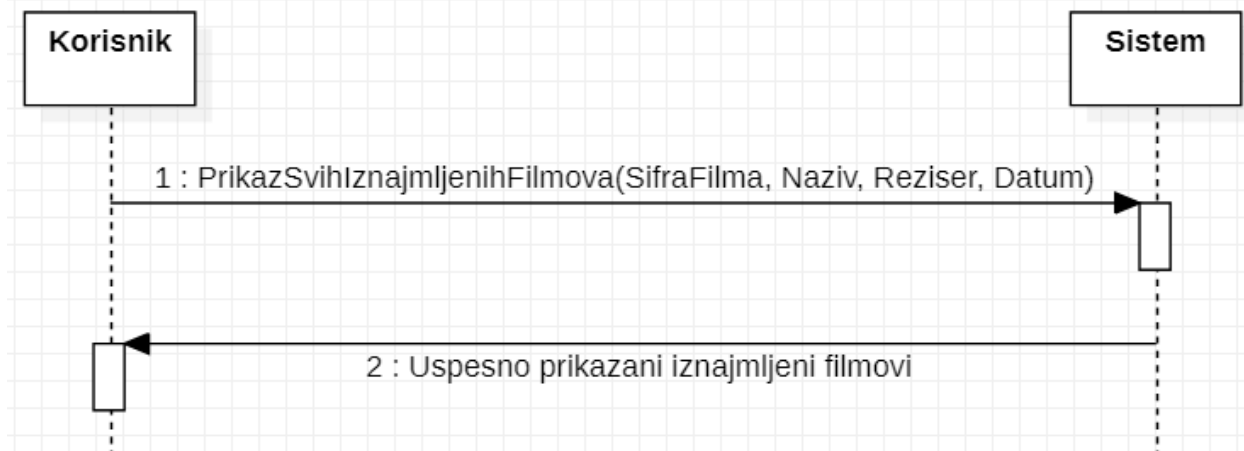 Korisnik
Sistem
1 : PrikazSvihIznajmljenihFilmova(SifraFilma, Naziv, Reziser, Datum)
2 : Uspesno prikazani iznajmljeni filmovi